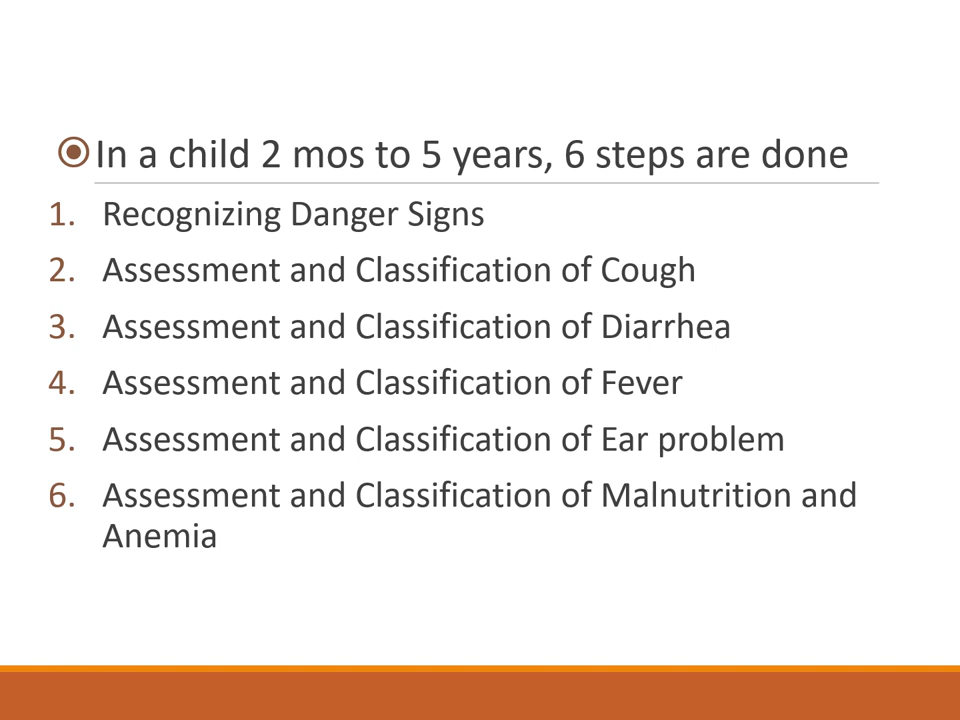 In a child 2 mos to 5 years, 6 steps are done
1. Recognizing Danger Signs
2. Assessment and Classification of Cough
3. Assessment and Classification of Diarrhea
4. Assessment and Classification of Fever
5. Assessment and Classification of Ear problem
6. Assessment and Classification of Malnutrition and
Anemia